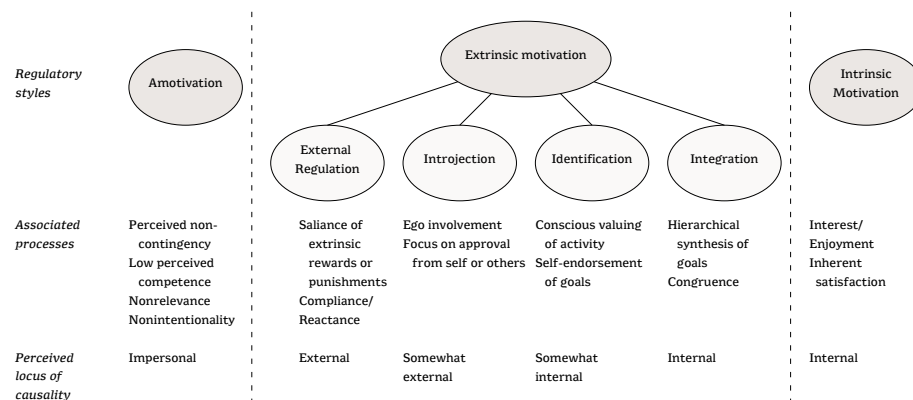 Extrinsic motivation
Regulatory
styles
Amotivation
Intrinsic
Motivation
External
Regulation
Introjection
Identification
Integration
Associated
processes
Perceived non-
contingency
Low perceived
competence
Nonrelevance
Nonintentionality
Saliance of
extrinsic
rewards or
punishments
Compliance/
Reactance
Ego involvement
Focus on approval
from self or others
Conscious valuing
of activity
Self-endorsement
of goals
Hierarchical
synthesis of
goals
Congruence
Interest/
Enjoyment
Inherent
satisfaction
Perceived
locus of
causality
Impersonal
External
Somewhat
external
Somewhat
internal
Internal
Internal